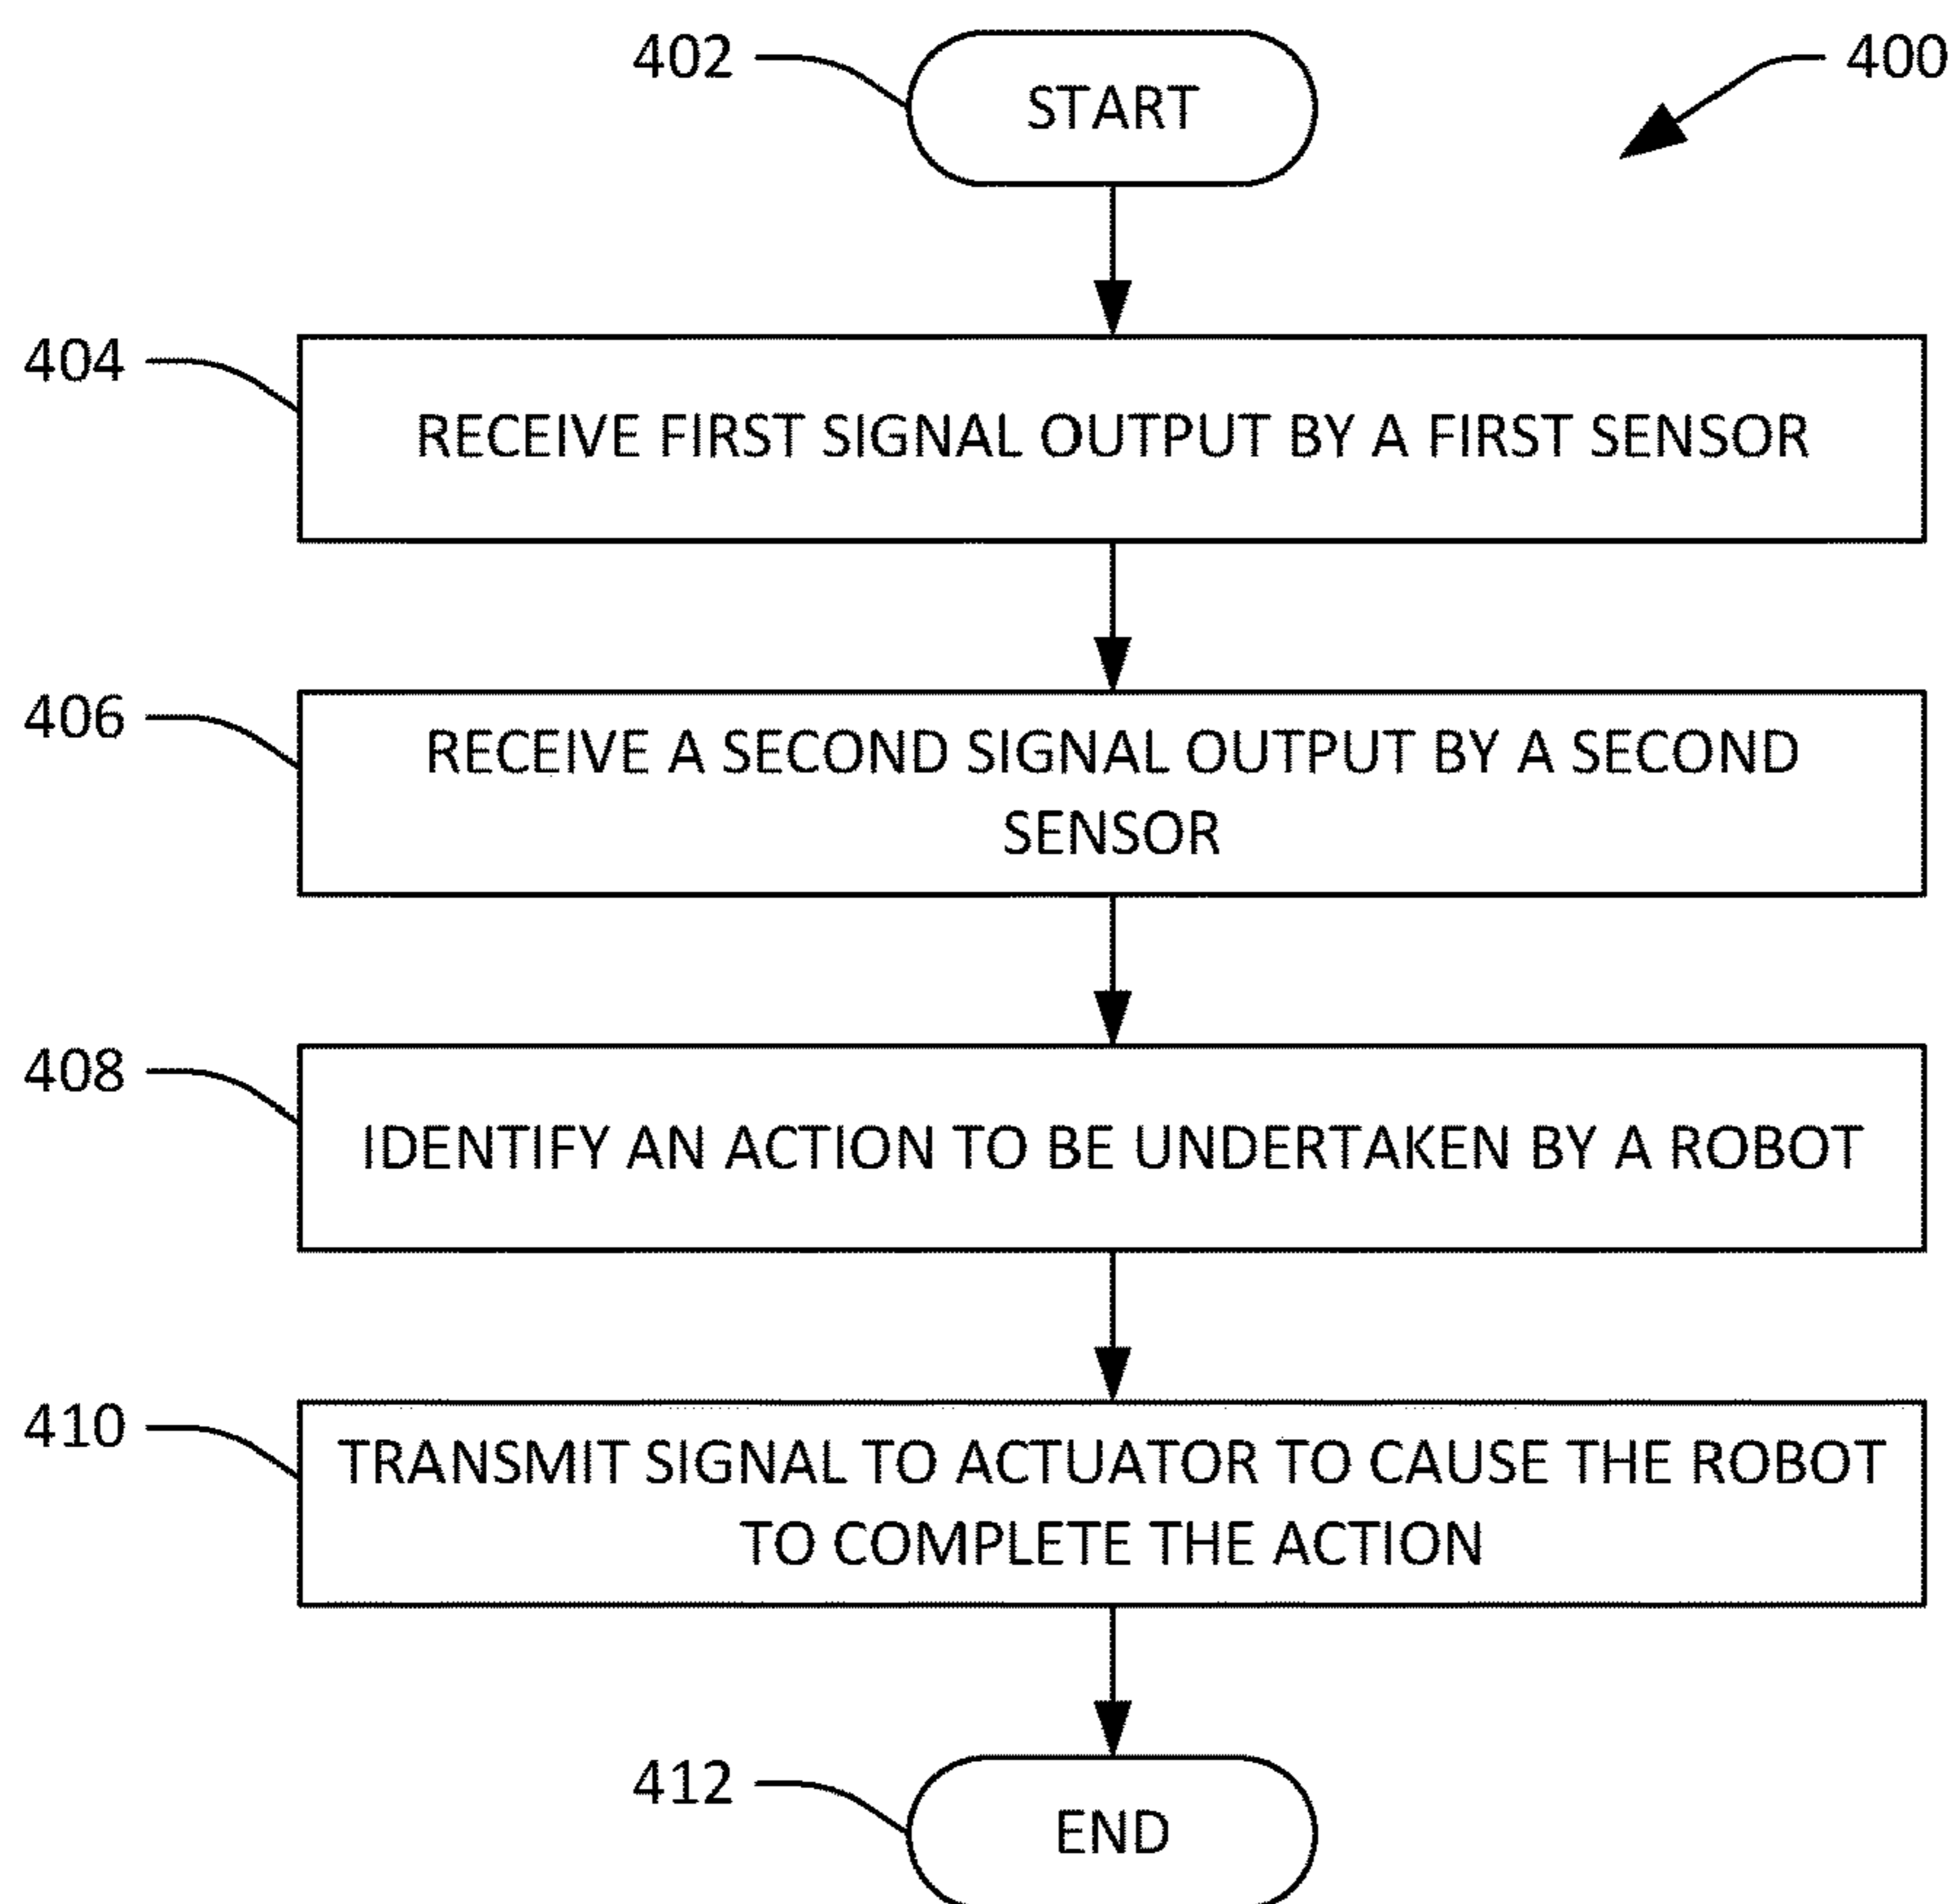 402
START
400
404
RECEIVE FIRST SIGNAL OUTPUT BY A FIRST SENSOR
406
RECEIVE A SECOND SIGNAL OUTPUT BY A SECOND
SENSOR
408
IDENTIFY AN ACTION TO BE UNDERTAKEN BY A ROBOT
410
TRANSMIT SIGNAL TO ACTUATOR TO CAUSE THE ROBOT
TO COMPLETE THE ACTION
412
END